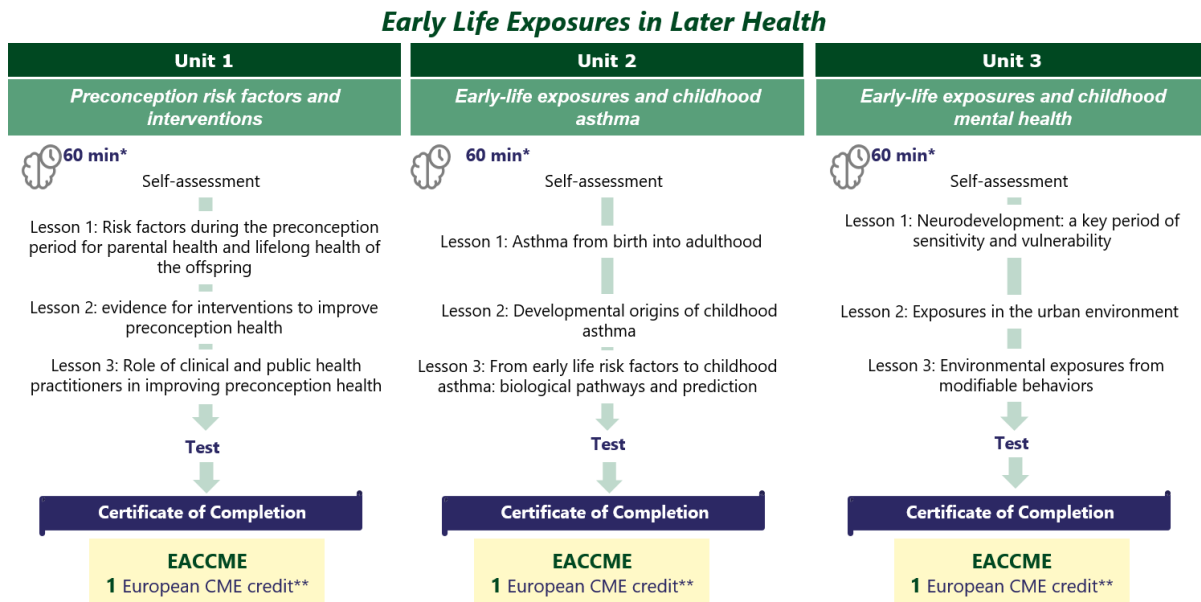 Early Life Exposures in Later Health
Unit 1
Preconception risk factors and
interventions
60 min*
Self-assessment
Lesson 1: Risk factors during the preconception
period for parental health and lifelong health of
the offspring
Lesson 2: evidence for interventions to improve
preconception health
Lesson 3: Role of clinical and public health
practitioners in improving preconception health
Test
Certificate of Completion
EACCME
1 European CME credit**
Unit 2
Early-life exposures and childhood
asthma
60 min*
Self-assessment
Lesson 1: Asthma from birth into adulthood
Lesson 2: Developmental origins of childhood
asthma
Lesson 3: From early life risk factors to childhood
asthma: biological pathways and prediction
Test
Certificate of Completion
EACCME
1 European CME credit**
Unit 3
Early-life exposures and childhood
mental health
60 min*
Self-assessment
Lesson 1: Neurodevelopment: a key period of
sensitivity and vulnerability
Lesson 2: Exposures in the urban environment
Lesson 3: Environmental exposures from
modifiable behaviors
Test
Certificate of Completion
EACCME
1 European CME credit**